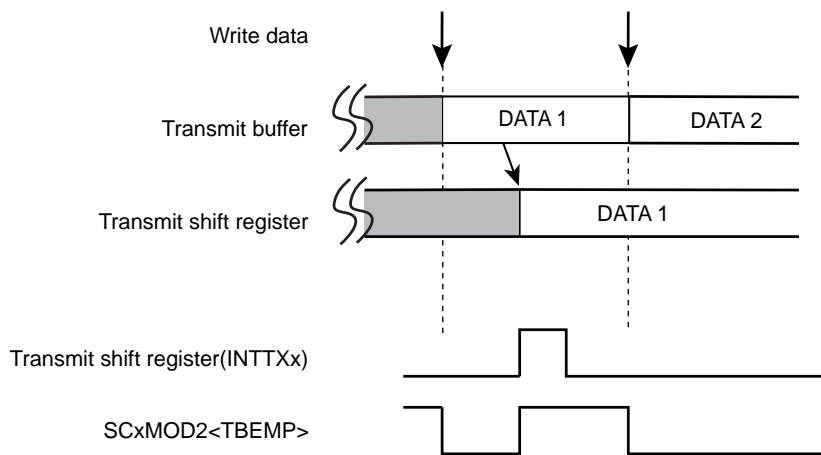 Write data
Transmit buffer
DATA 1
DATA 2
Transmit shift register
DATA 1
Transmit shift register(INTTXx)
SCxMOD2<TBEMP>